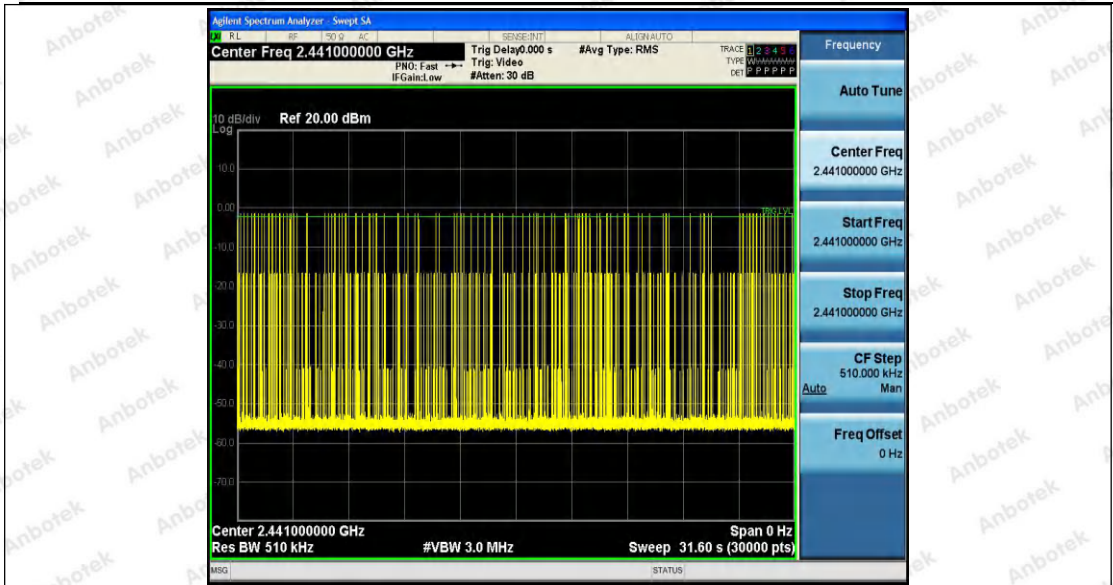 Agilent Spectrum Analyzer - Swept SA
LXI RL RF 50 Ω AC SENSE:INT ALIGNAUTO
Center Freq 2.441000000 GHz
PNO: Fast
IFGain:Low
Trig Delay0.000 s
Trig: Video
#Atten: 30 dB
#Avg Type: RMS
TRACE 1 2 3 4 5 6
TYPE WWWWWW
DET P P P P P P
10 dB/div Ref 20.00 dBm
Log
10.0
0.00
TRIG LVL
-10.0
-20.0
-30.0
-40.0
-50.0
-60.0
-70.0
Center 2.441000000 GHz Span 0 Hz
Res BW 510 kHz #VBW 3.0 MHz Sweep 31.60 s (30000 pts)
MSG STATUS
Frequency
Auto Tune
Center Freq
2.441000000 GHz
Start Freq
2.441000000 GHz
Stop Freq
2.441000000 GHz
CF Step
510.000 kHz
Auto Man
Freq Offset
0 Hz
Anbotek